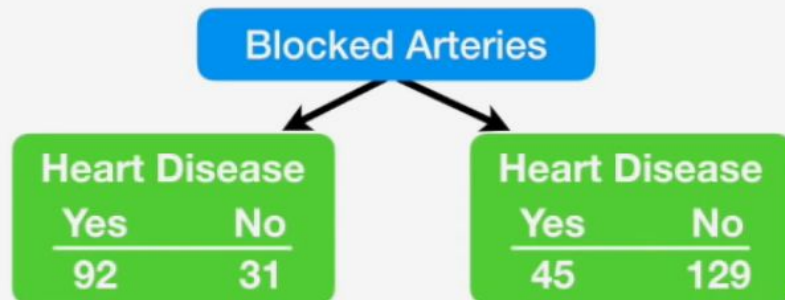 Blocked Arteries
Heart Disease
Yes No
92 31
Heart Disease
Yes No
45 129